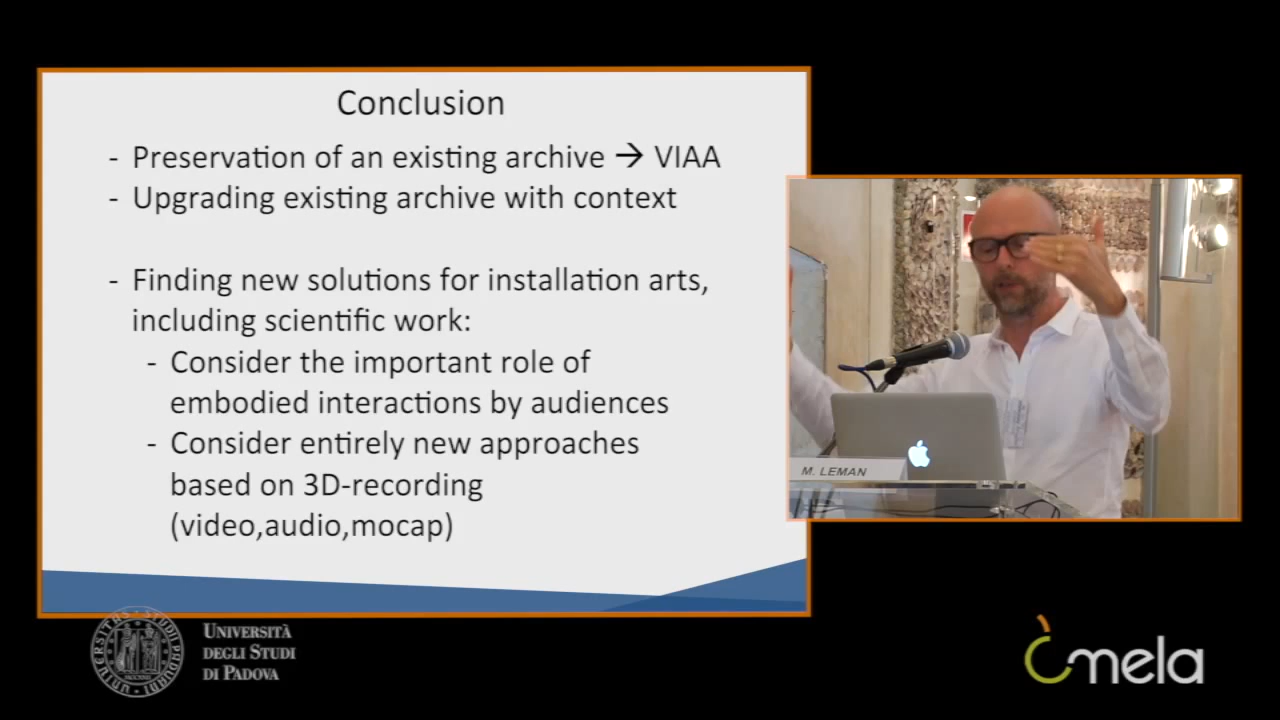 Conclusion
- Preservation of an existing archive → VIAA
- Upgrading existing archive with context
- Finding new solutions for installation arts,
including scientific work:
- Consider the important role of
embodied interactions by audiences
- Consider entirely new approaches
based on 3D-recording
(video,audio,mocap)
M. LEMAN
UNIVERSITÀ
DEGLI STUDI
DI PADOVA
mela